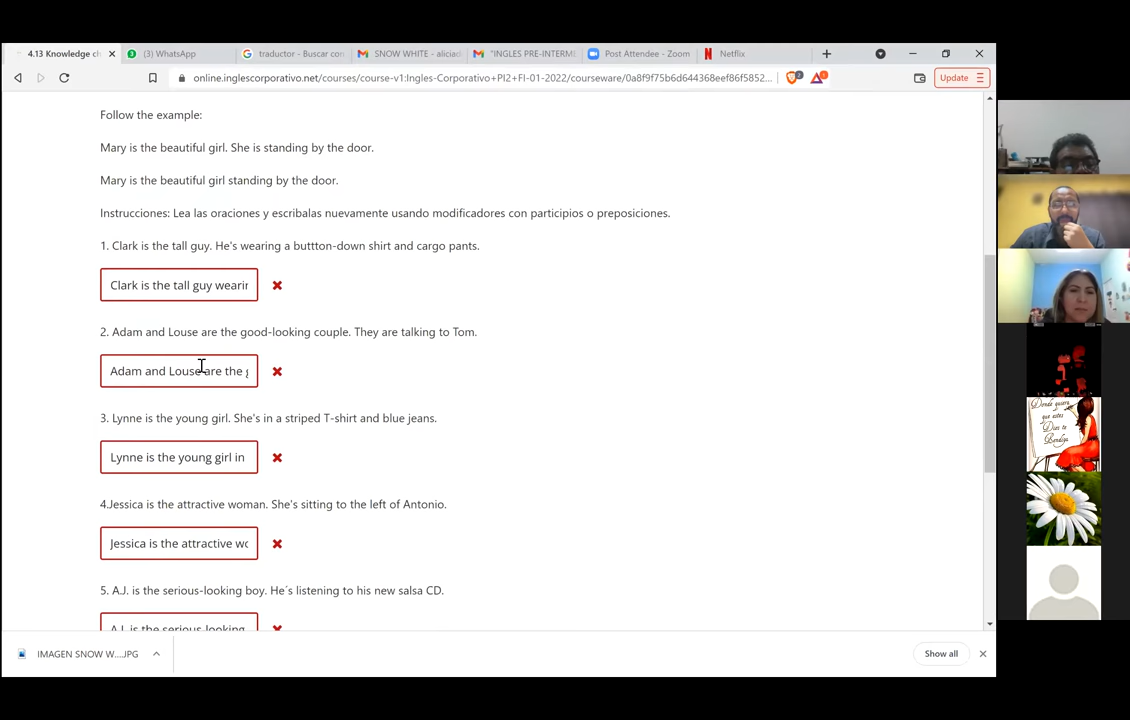 4.13 Knowledge ch
(3) WhatsApp
traductor - Buscar con
SNOW WHITE - aliciad
"INGLES PRE-INTERM
Post Attendee - Zoom
Netflix
online.inglescorporativo.net/courses/course-v1:Ingles-Corporativo+PI2+FI-01-2022/courseware/0a8f9f75b6d644368eef86f5852...
Update
Follow the example:
Mary is the beautiful girl. She is standing by the door.
Mary is the beautiful girl standing by the door.
Instrucciones: Lea las oraciones y escribalas nuevamente usando modificadores con participios o preposiciones.
1. Clark is the tall guy. He's wearing a buttton-down shirt and cargo pants.
Clark is the tall guy wearin
2. Adam and Louse are the good-looking couple. They are talking to Tom.
Adam and Louse are the g
3. Lynne is the young girl. She's in a striped T-shirt and blue jeans.
Lynne is the young girl in
4.Jessica is the attractive woman. She's sitting to the left of Antonio.
Jessica is the attractive wo
5. A.J. is the serious-looking boy. He´s listening to his new salsa CD.
A.J. is the serious-looking
IMAGEN SNOW W....JPG
Show all
Donde quiera
que estes
Dios te
Bendiga